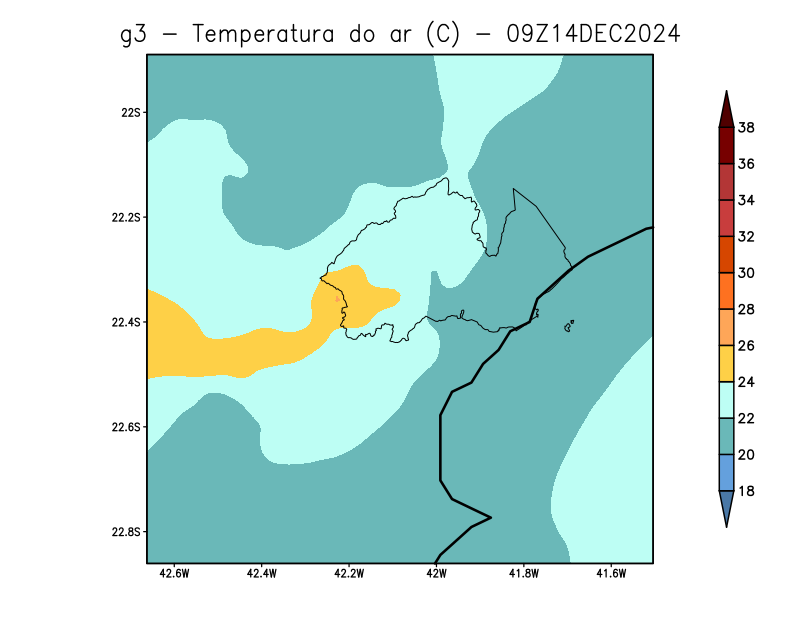 g3 - Temperatura do ar (C) - 09Z14DEC2024
22S
22.2S
22.4S
22.6S
22.8S
42.6W
42.4W
42.2W
42W
41.8W
41.6W
38
36
34
32
30
28
26
24
22
20
18